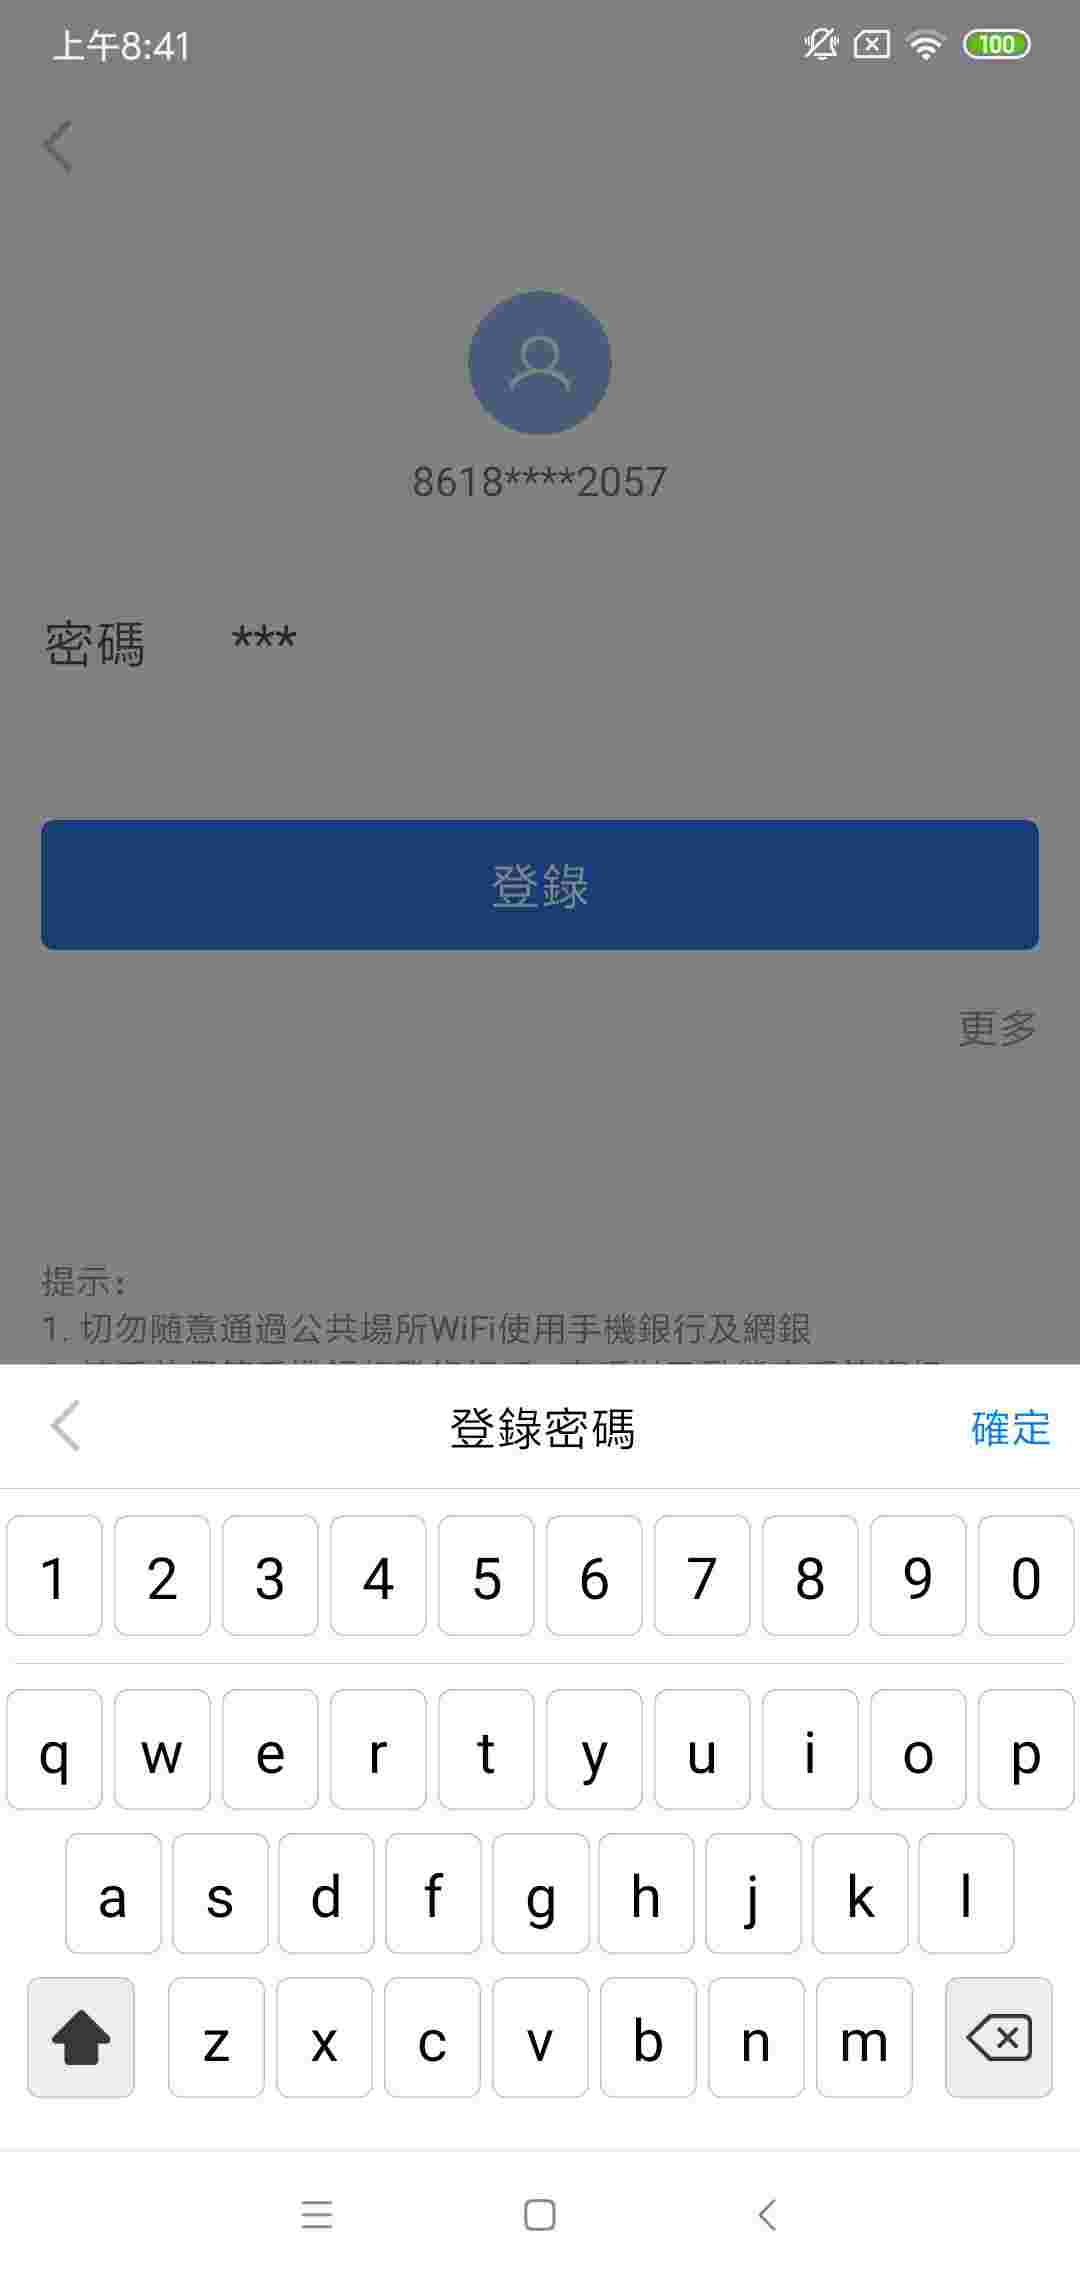 上午8:41
100
8618****2057
密碼 ***
登錄
更多
提示：
1. 切勿随意通過公共場所WiFi使用手機銀行及網銀
登錄密碼 確定
1 2 3 4 5 6 7 8 9 0
q w e r t y u i o p
a s d f g h j k l
z x c v b n m